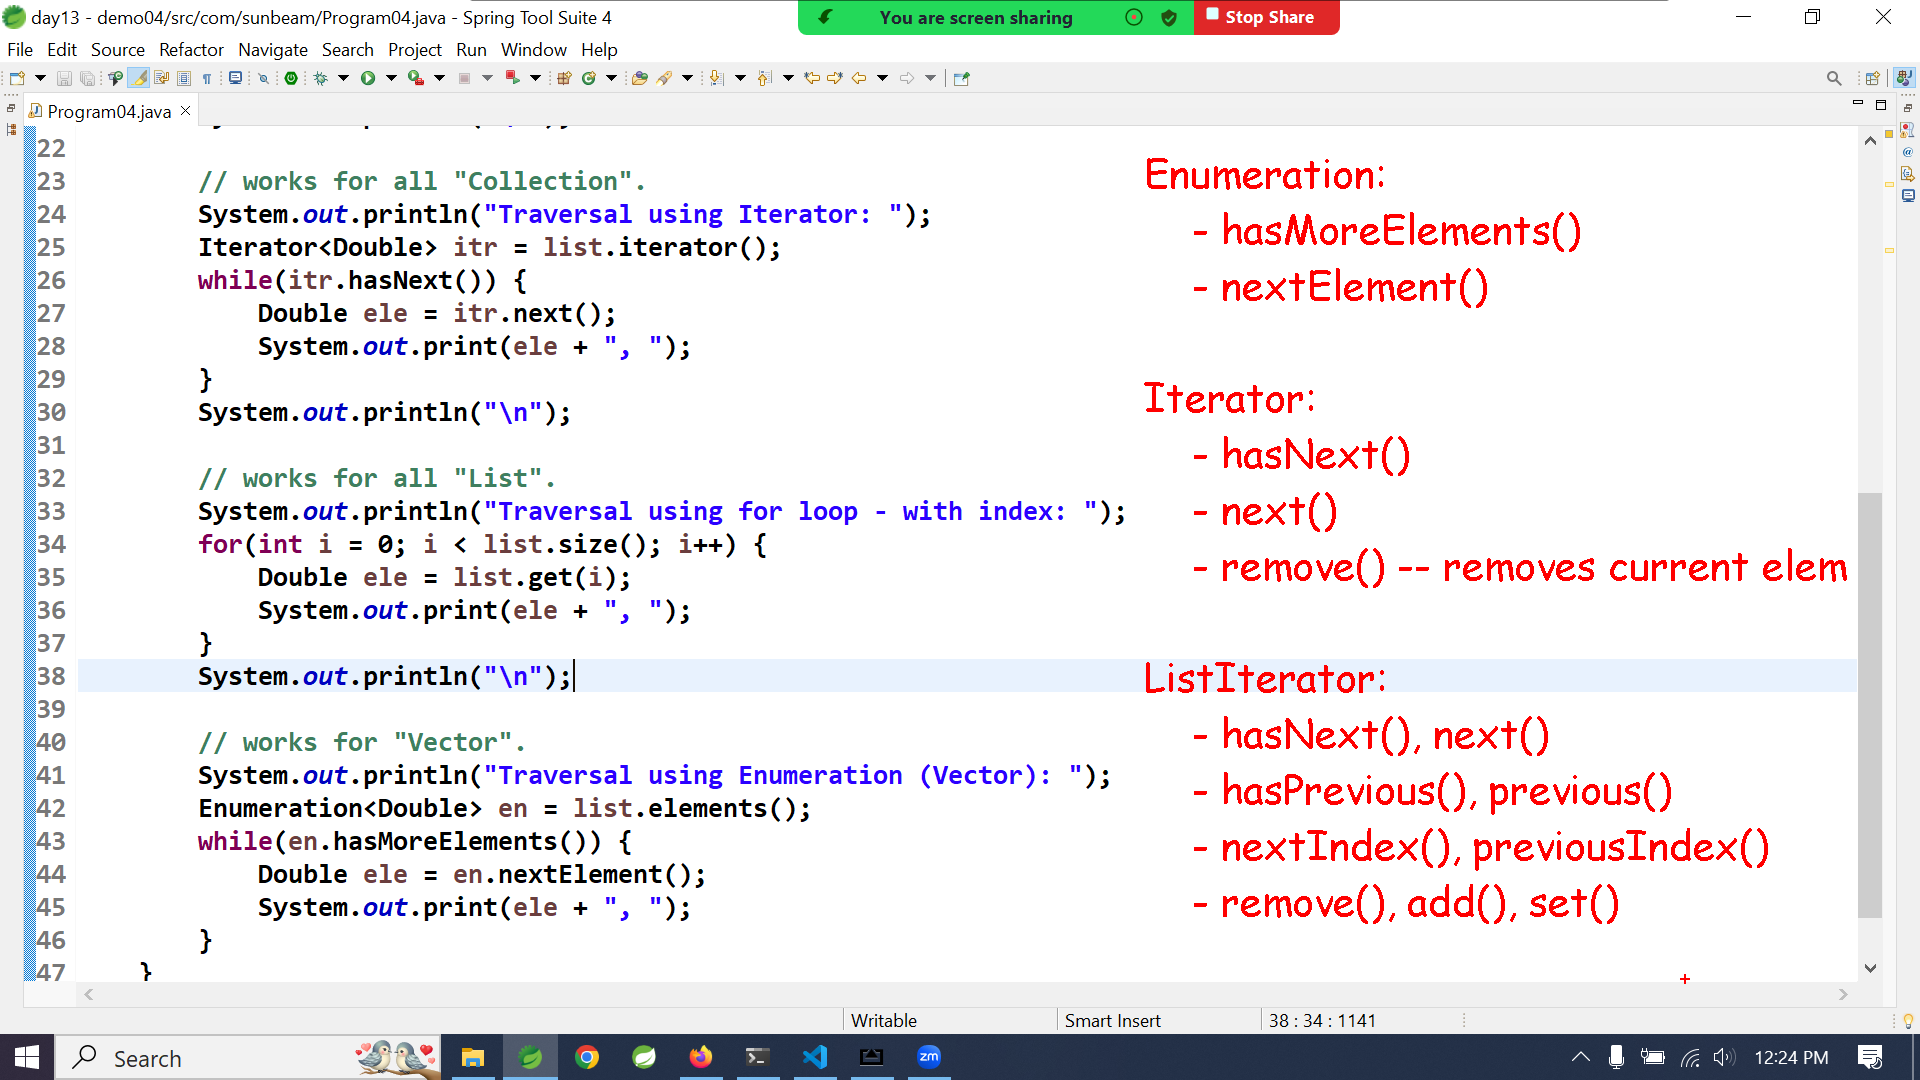 day13 - demo04/src/com/sunbeam/Program04.java - Spring Tool Suite 4
You are screen sharing
Stop Share
File Edit Source Refactor Navigate Search Project Run Window Help
Program04.java
22
23 // works for all "Collection".
24 System.out.println("Traversal using Iterator: ");
25 Iterator<Double> itr = list.iterator();
26 while(itr.hasNext()) {
27 Double ele = itr.next();
28 System.out.print(ele + ", ");
29 }
30 System.out.println("\n");
31
32 // works for all "List".
33 System.out.println("Traversal using for loop - with index: ");
34 for(int i = 0; i < list.size(); i++) {
35 Double ele = list.get(i);
36 System.out.print(ele + ", ");
37 }
38 System.out.println("\n");
39
40 // works for "Vector".
41 System.out.println("Traversal using Enumeration (Vector): ");
42 Enumeration<Double> en = list.elements();
43 while(en.hasMoreElements()) {
44 Double ele = en.nextElement();
45 System.out.print(ele + ", ");
46 }
47 }
Enumeration:
- hasMoreElements()
- nextElement()
Iterator:
- hasNext()
- next()
- remove() -- removes current elem
ListIterator:
- hasNext(), next()
- hasPrevious(), previous()
- nextIndex(), previousIndex()
- remove(), add(), set()
Writable
Smart Insert
38 : 34 : 1141
Search
zm
12:24 PM